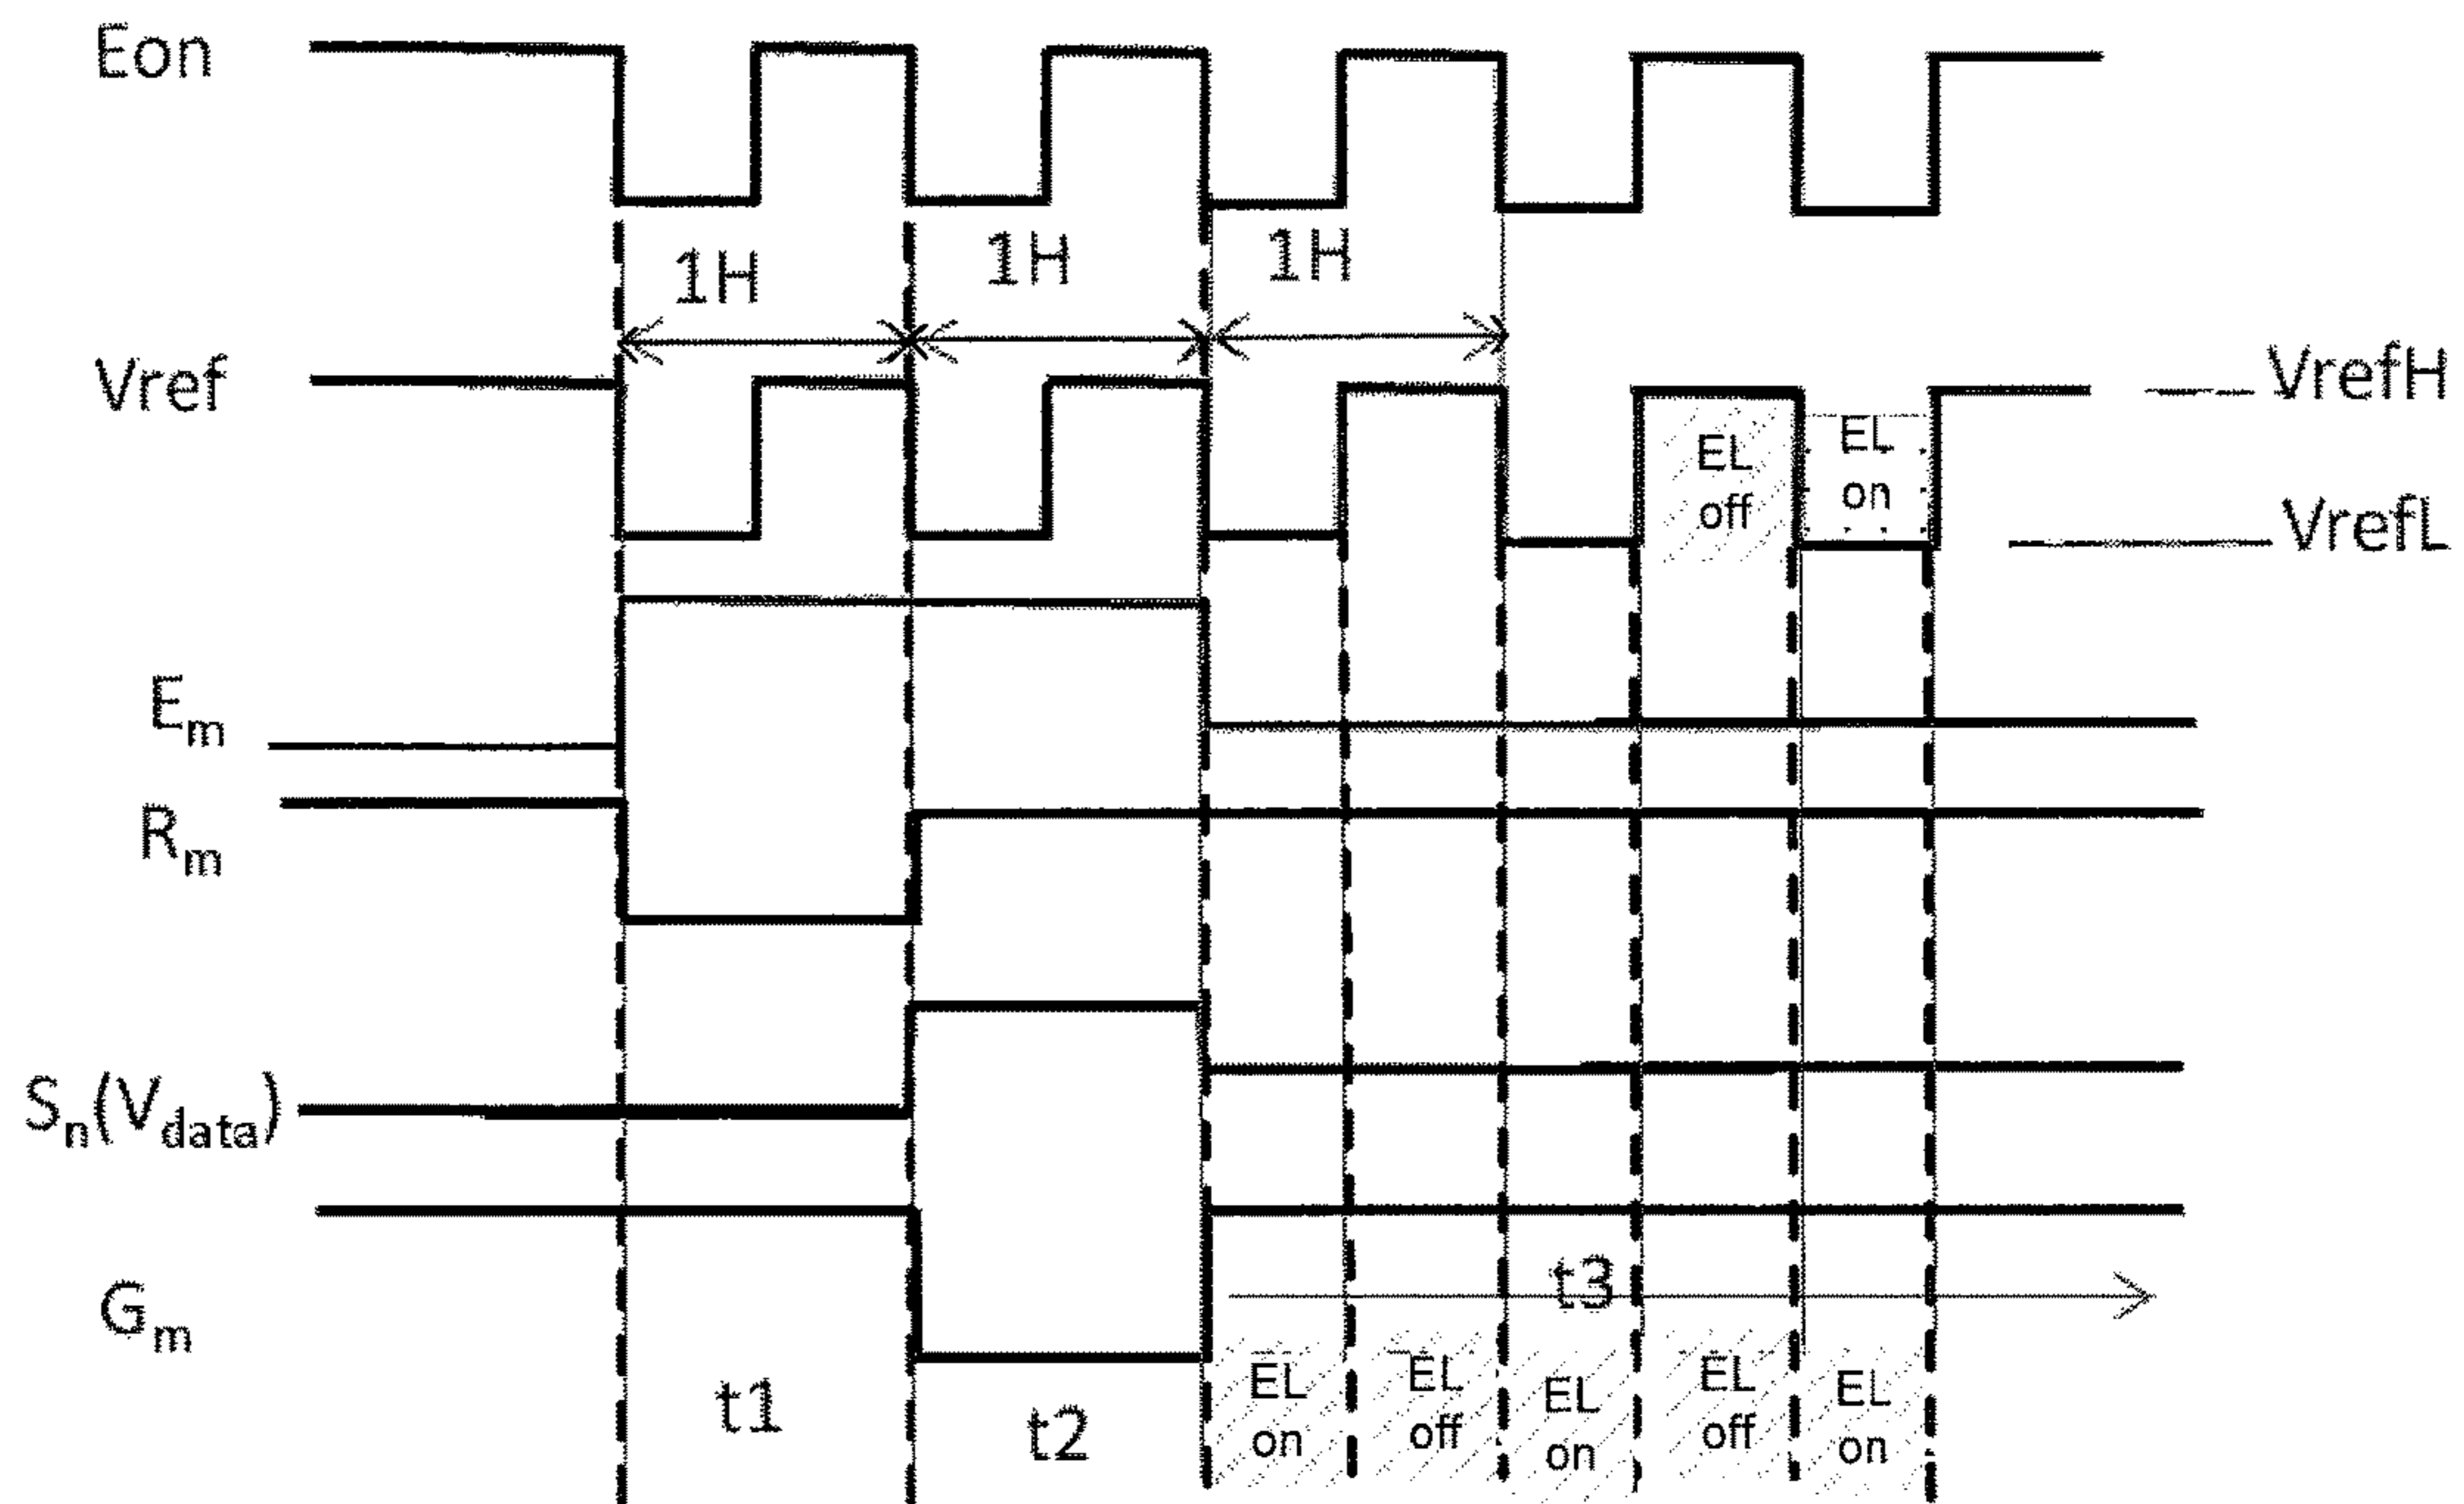 Eon
1H
1H
1H
Vref
VrefH
EL
off
EL
on
VrefL
Em
Rm
Sn(Vdata)
Gm
t3
t1
t2
EL
on
EL
off
EL
on
EL
off
EL
on